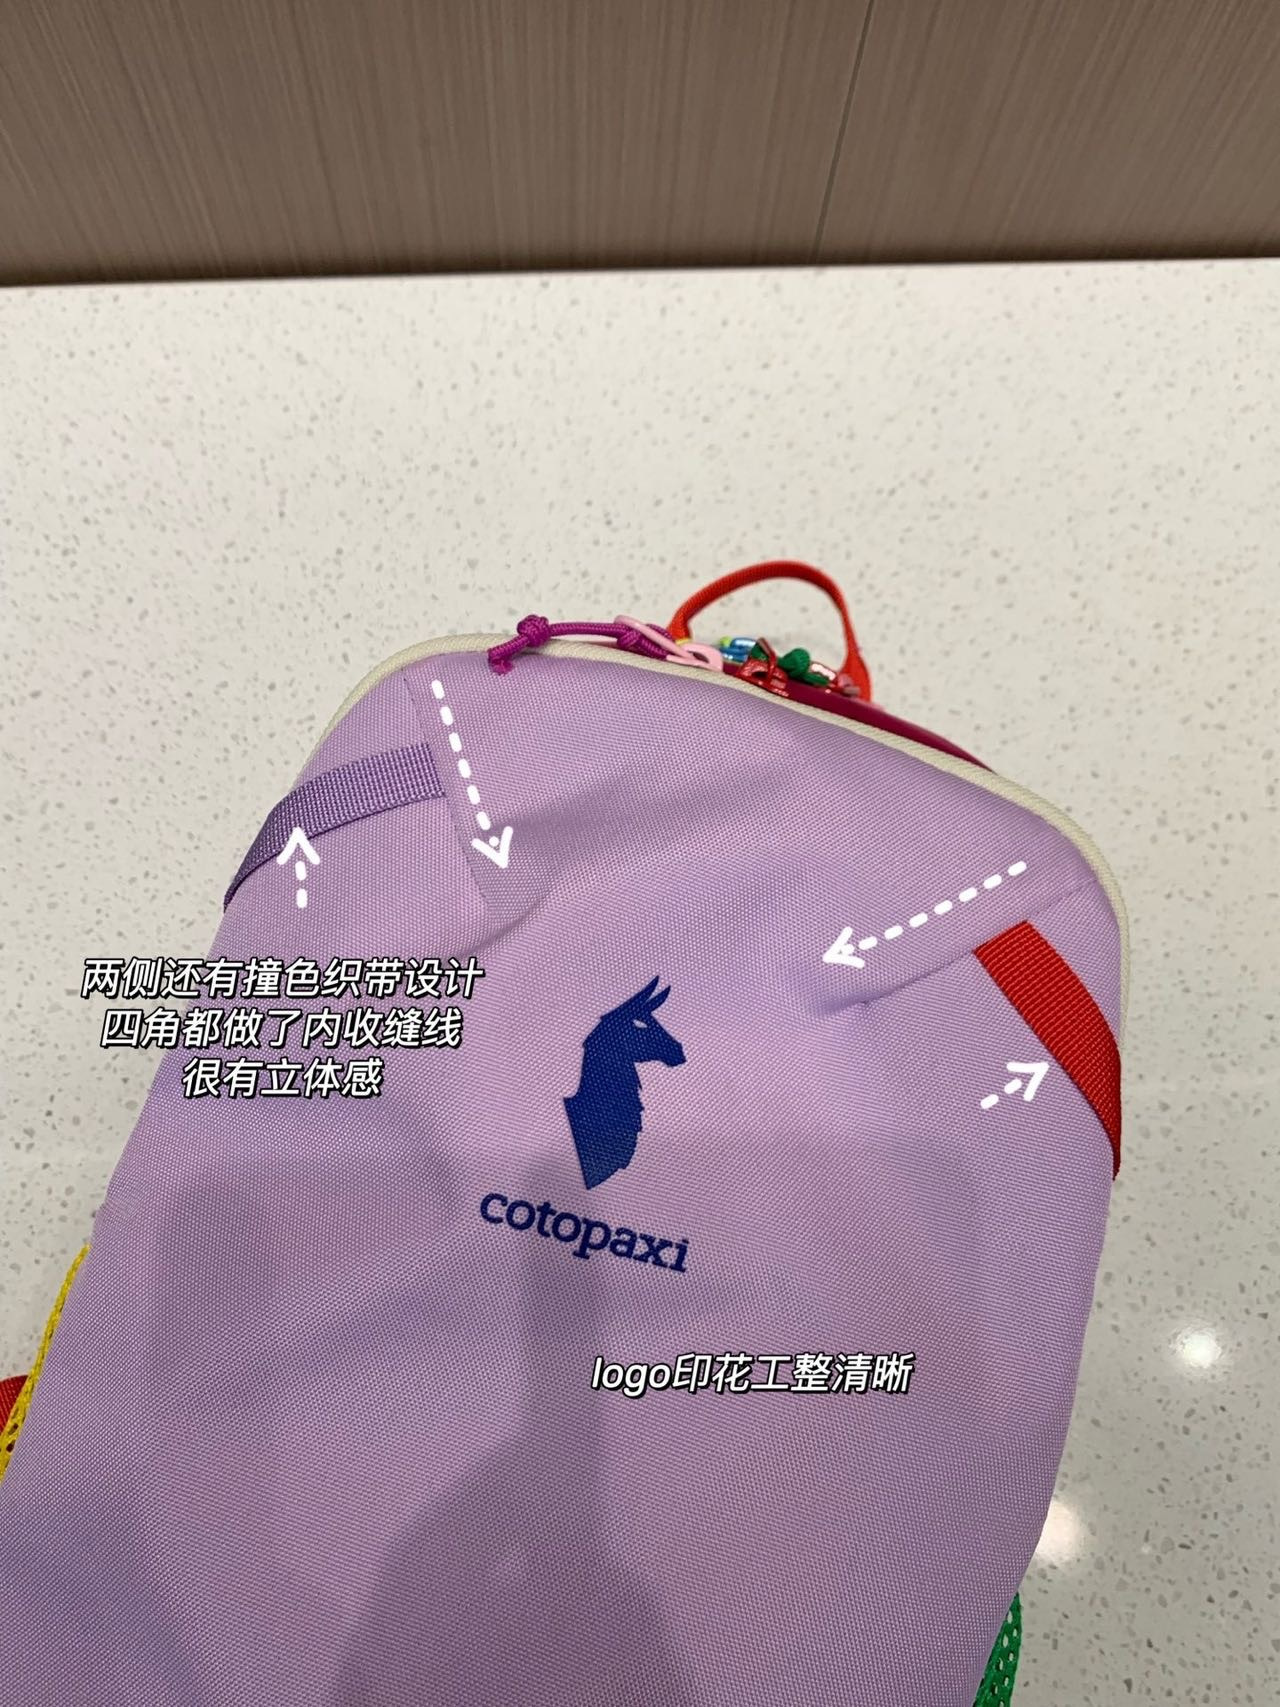 两侧还有撞色织带设计
四角都做了内收缝线
很有立体感
cotopaxi
logo印花工整清晰